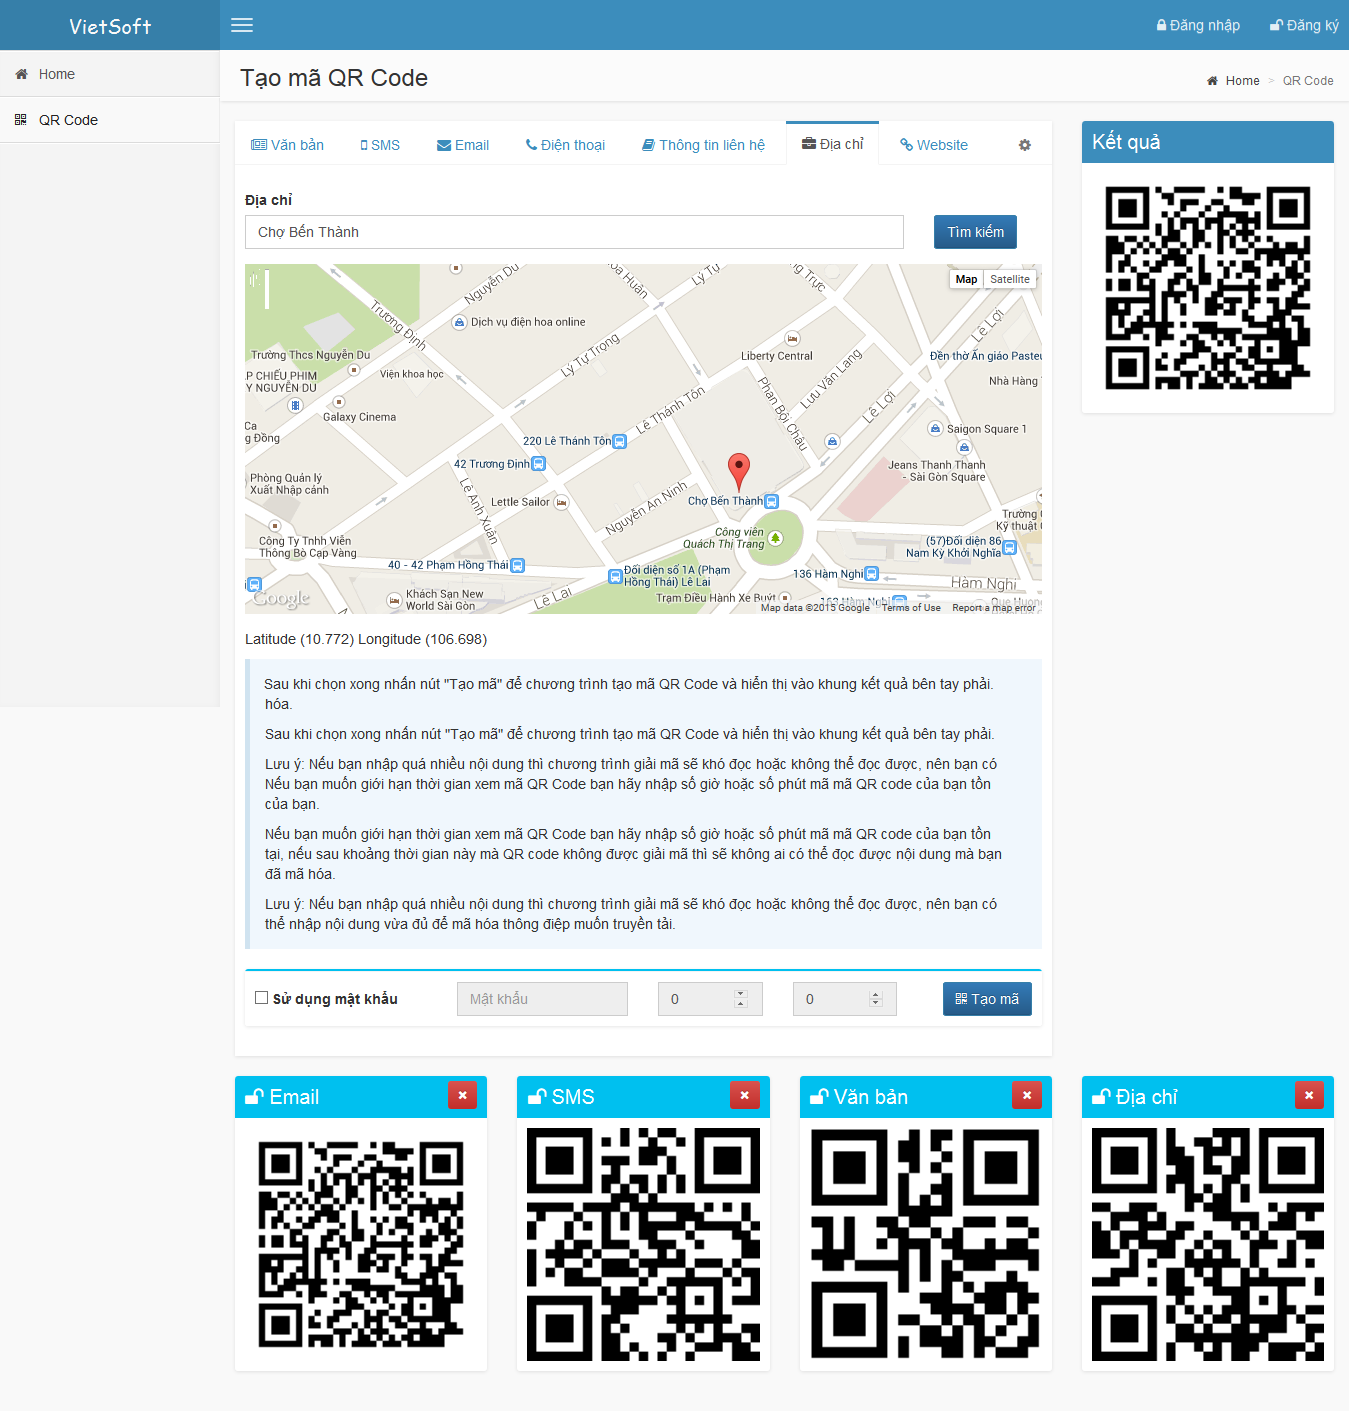 VietSoft
Đăng nhập
Đăng ký
Home
QR Code
Tạo mã QR Code
Home > QR Code
Văn bản
SMS
Email
Điện thoại
Thông tin liên hệ
Địa chỉ
Website
Kết quả
Địa chỉ
Chợ Bến Thành
Tìm kiếm
Map
Satellite
Nguyễn Du
Trương Định
Dịch vụ điện hoa online
Lý Tự Trọng
Liberty Central
Lê Lợi
Đền thờ Ấn giáo Pasteu
Trường Thcs Nguyễn Du
P CHIẾU PHIM
Y NGUYỄN DU
Viện khoa học
Nhà Hàng
Galaxy Cinema
Phan Bội Châu
Lưu Văn Lang
Lê Lợi
Lê Thánh Tôn
Ca
g Đồng
220 Lê Thánh Tôn
Saigon Square 1
42 Trương Định
Jeans Thanh Thanh
- Sài Gòn Square
Phòng Quản lý
Xuất Nhập cảnh
Lê Anh Xuân
Lettle Sailor
Nguyễn An Ninh
Chợ Bến Thành
Công viên
Quách Thị Trang
Trường
Kỹ thuật
Công Ty Tnhh Viễn
Thông Bò Cạp Vàng
(57)Đối diện 86
Nam Kỳ Khởi Nghĩa
40 - 42 Phạm Hồng Thái
Đối diện số 1A (Phạm
Hồng Thái) Lê Lai
136 Hàm Nghi
Hàm Nghi
Khách Sạn New
World Sài Gòn
Lê Lai
Trạm Điều Hành Xe Buýt
Google
Map data ©2015 Google
Terms of Use
Report a map error
Latitude (10.772) Longitude (106.698)
Sau khi chọn xong nhấn nút "Tạo mã" để chương trình tạo mã QR Code và hiển thị vào khung kết quả bên tay phải.
hóa.
Sau khi chọn xong nhấn nút "Tạo mã" để chương trình tạo mã QR Code và hiển thị vào khung kết quả bên tay phải.
Lưu ý: Nếu bạn nhập quá nhiều nội dung thì chương trình giải mã sẽ khó đọc hoặc không thể đọc được, nên bạn có
Nếu bạn muốn giới hạn thời gian xem mã QR Code bạn hãy nhập số giờ hoặc số phút mã mã QR code của bạn tồn
của bạn.
Nếu bạn muốn giới hạn thời gian xem mã QR Code bạn hãy nhập số giờ hoặc số phút mã mã QR code của bạn tồn
tại, nếu sau khoảng thời gian này mà QR code không được giải mã thì sẽ không ai có thể đọc được nội dung mà bạn
đã mã hóa.
Lưu ý: Nếu bạn nhập quá nhiều nội dung thì chương trình giải mã sẽ khó đọc hoặc không thể đọc được, nên bạn có
thể nhập nội dung vừa đủ để mã hóa thông điệp muốn truyền tải.
Sử dụng mật khẩu
Mật khẩu
0
0
Tạo mã
Email
SMS
Văn bản
Địa chỉ